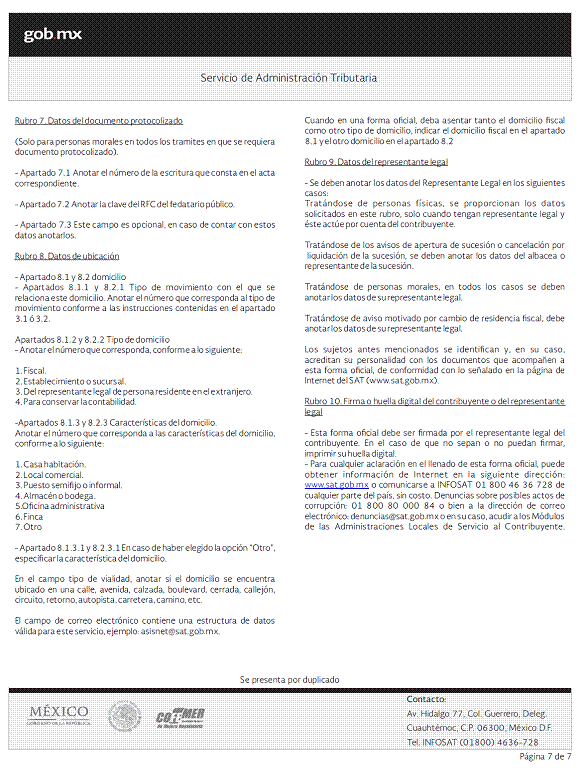 gob.mx
Servicio de Administración Tributaria
Rubro 7. Datos del documento protocolizado
(Solo para personas morales en todos los tramites en que se requiera
documento protocolizado).
- Apartado 7.1 Anotar el número de la escritura que consta en el acta
correspondiente.
- Apartado 7.2 Anotar la clave del RFC del fedatario público.
- Apartado 7.3 Este campo es opcional, en caso de contar con estos
datos anotarlos.
Rubro 8. Datos de ubicación
- Apartado 8.1 y 8.2 domicilio
- Apartados 8.1.1 y 8.2.1 Tipo de movimiento con el que se
relaciona este domicilio. Anotar el número que corresponda al tipo de
movimiento conforme a las instrucciones contenidas en el apartado
3.1 ó 3.2.
Apartados 8.1.2 y 8.2.2 Tipo de domicilio
- Anotar el número que corresponda, conforme a lo siguiente:
1. Fiscal.
2. Establecimiento o sucursal.
3. Del representante legal de persona residente en el extranjero.
4. Para conservar la contabilidad.
-Apartados 8.1.3 y 8.2.3 Características del domicilio.
Anotar el número que corresponda a las características del domicilio,
conforme a lo siguiente:
1. Casa habitación.
2. Local comercial.
3. Puesto semifijo o informal.
4. Almacén o bodega.
5.Oficina administrativa
6. Finca
7. Otro
- Apartado 8.1.3.1 y 8.2.3.1 En caso de haber elegido la opción "Otro",
especificar la característica del domicilio.
En el campo tipo de vialidad, anotar si el domicilio se encuentra
ubicado en una calle, avenida, calzada, boulevard, cerrada, callejón,
circuito, retorno, autopista, carretera, camino, etc.
El campo de correo electrónico contiene una estructura de datos
válida para este servicio, ejemplo: asisnet@sat.gob.mx.
Cuando en una forma oficial, deba asentar tanto el domicilio fiscal
como otro tipo de domicilio, indicar el domicilio fiscal en el apartado
8.1 y el otro domicilio en el apartado 8.2
Rubro 9. Datos del representante legal
- Se deben anotar los datos del Representante Legal en los siguientes
casos:
Tratándose de personas físicas, se proporcionan los datos
solicitados en este rubro, solo cuando tengan representante legal y
éste actúe por cuenta del contribuyente.
Tratándose de los avisos de apertura de sucesión o cancelación por
liquidación de la sucesión, se deben anotar los datos del albacea o
representante de la sucesión.
Tratándose de personas morales, en todos los casos se deben
anotar los datos de su representante legal.
Tratándose de aviso motivado por cambio de residencia fiscal, debe
anotar los datos de su representante legal.
Los sujetos antes mencionados se identifican y, en su caso,
acreditan su personalidad con los documentos que acompañen a
esta forma oficial, de conformidad con lo señalado en la página de
Internet del SAT (www.sat.gob.mx).
Rubro 10. Firma o huella digital del contribuyente o del representante
legal
- Esta forma oficial debe ser firmada por el representante legal del
contribuyente. En el caso de que no sepan o no puedan firmar,
imprimir su huella digital.
- Para cualquier aclaración en el llenado de esta forma oficial, puede
obtener información de Internet en la siguiente dirección:
www.sat.gob.mx o comunicarse a INFOSAT 01 800 46 36 728 de
cualquier parte del país, sin costo. Denuncias sobre posibles actos de
corrupción: 01 800 80 000 84 o bien a la dirección de correo
electrónico: denuncias@sat.gob.mx o en su caso, acudir a los Módulos
de las Administraciones Locales de Servicio al Contribuyente.
Se presenta por duplicado
MÉXICO
GOBIERNO DE LA REPÚBLICA
COFEMER
Contacto:
Av. Hidalgo 77, Col. Guerrero, Deleg.
Cuauhtémoc, C.P. 06300, México D.F.
Tel. INFOSAT (01800) 4636-728
Página 7 de 7